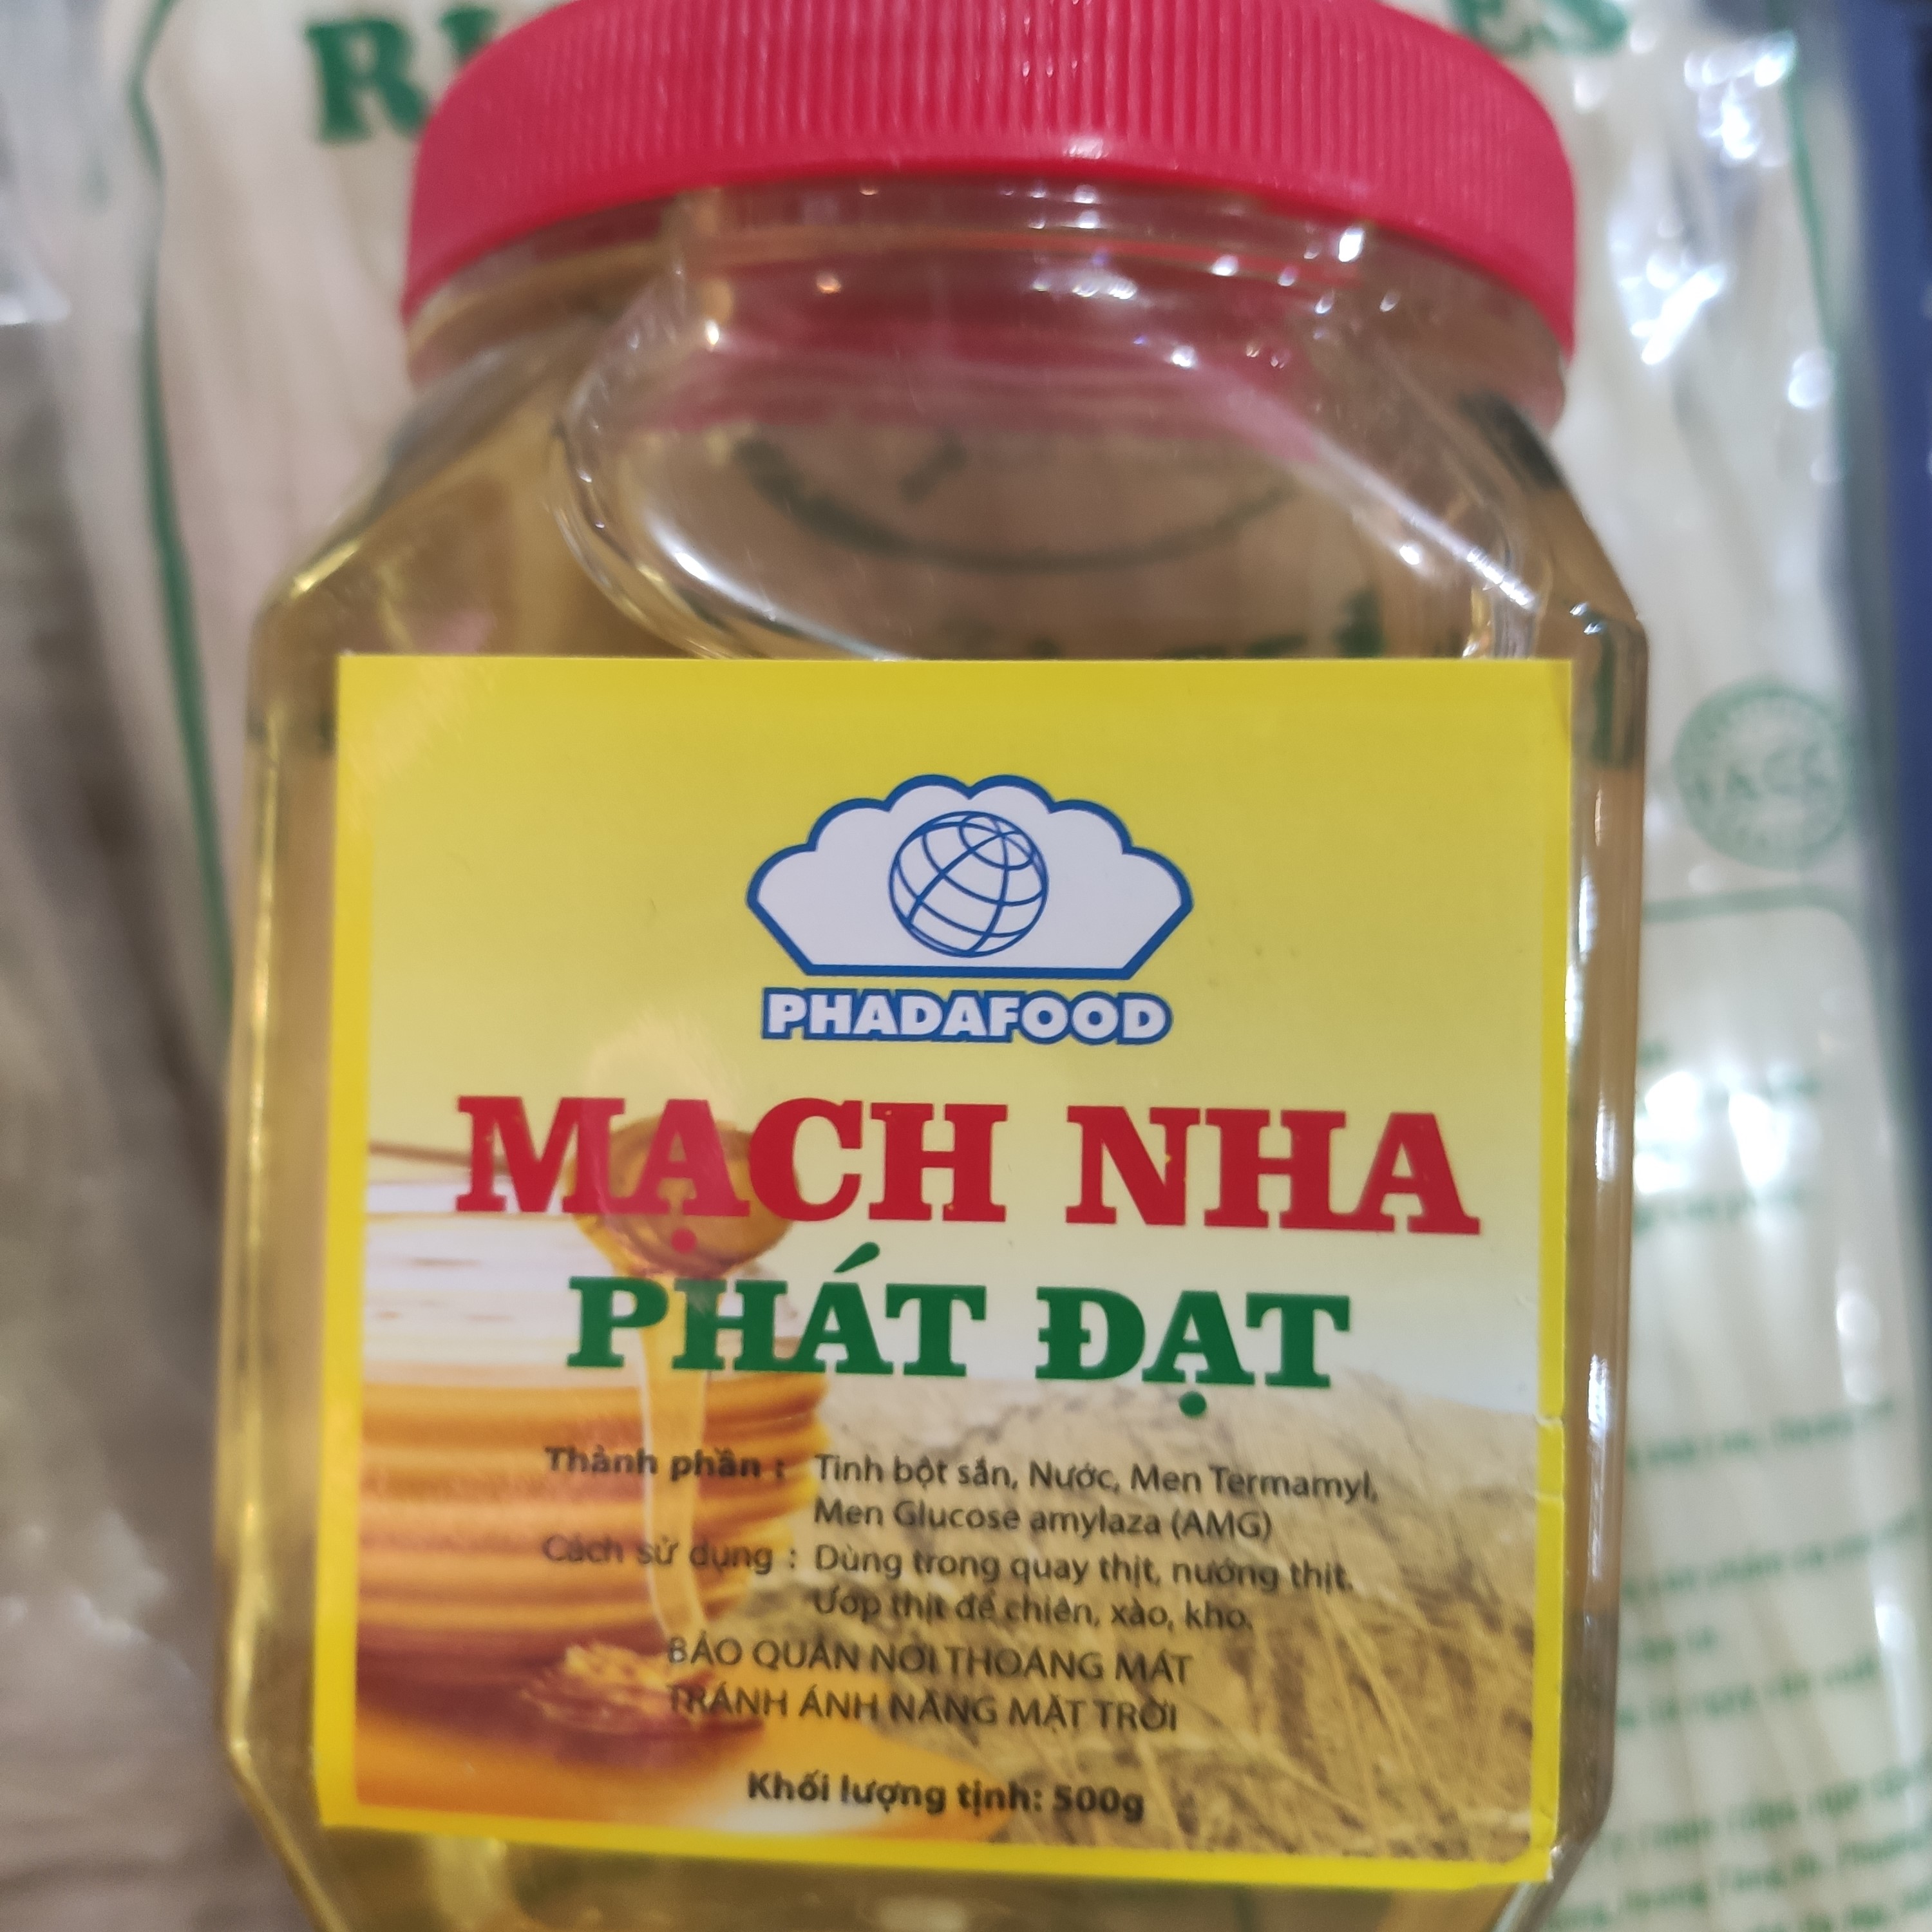 PHADAFOOD
MẠCH NHA
PHÁT ĐẠT
Thành phần : Tinh bột sắn, Nước, Men Termamyl,
Men Glucose amylaza (AMG)
Cách sử dụng : Dùng trong quay thịt, nướng thịt.
Ướp thịt để chiên, xào, kho.
BẢO QUẢN NƠI THOÁNG MÁT
TRÁNH ÁNH NẮNG MẶT TRỜI
Khối lượng tịnh: 500g